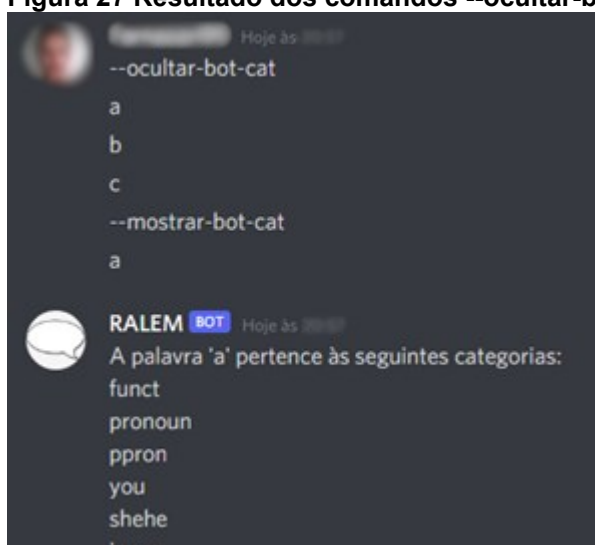 Figura 27 Resultado dos comandos --ocultar-b
Hoje às
--ocultar-bot-cat
a
b
c
--mostrar-bot-cat
a
RALEM BOT Hoje às
A palavra 'a' pertence às seguintes categorias:
funct
pronoun
ppron
you
shehe